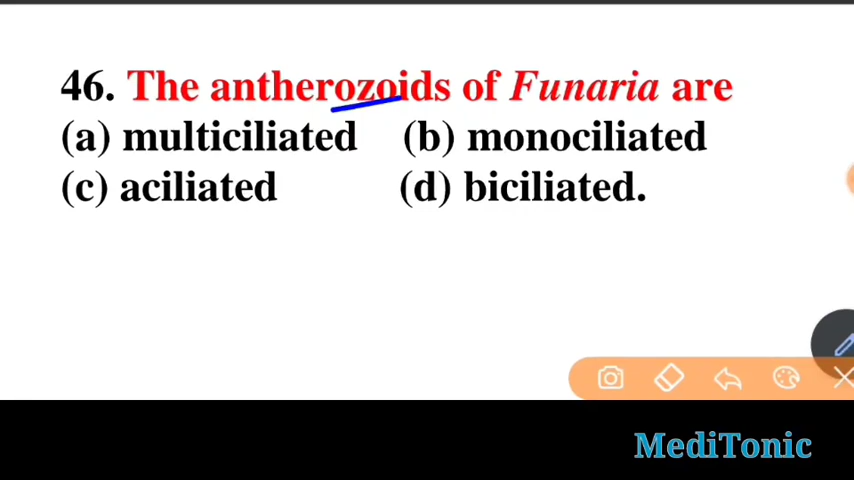 46. The antherozoids of Funaria are
(a) multiciliated (b) monociliated
(c) aciliated (d) biciliated.
MediTonic